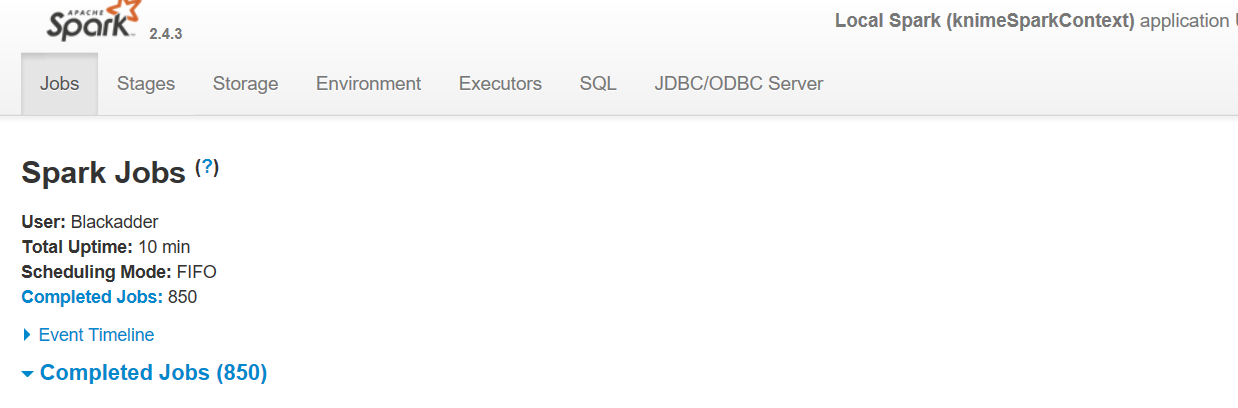 APACHE
Spark 2.4.3
Local Spark (knimeSparkContext) application
Jobs Stages Storage Environment Executors SQL JDBC/ODBC Server
Spark Jobs (?)
User: Blackadder
Total Uptime: 10 min
Scheduling Mode: FIFO
Completed Jobs: 850
Event Timeline
Completed Jobs (850)